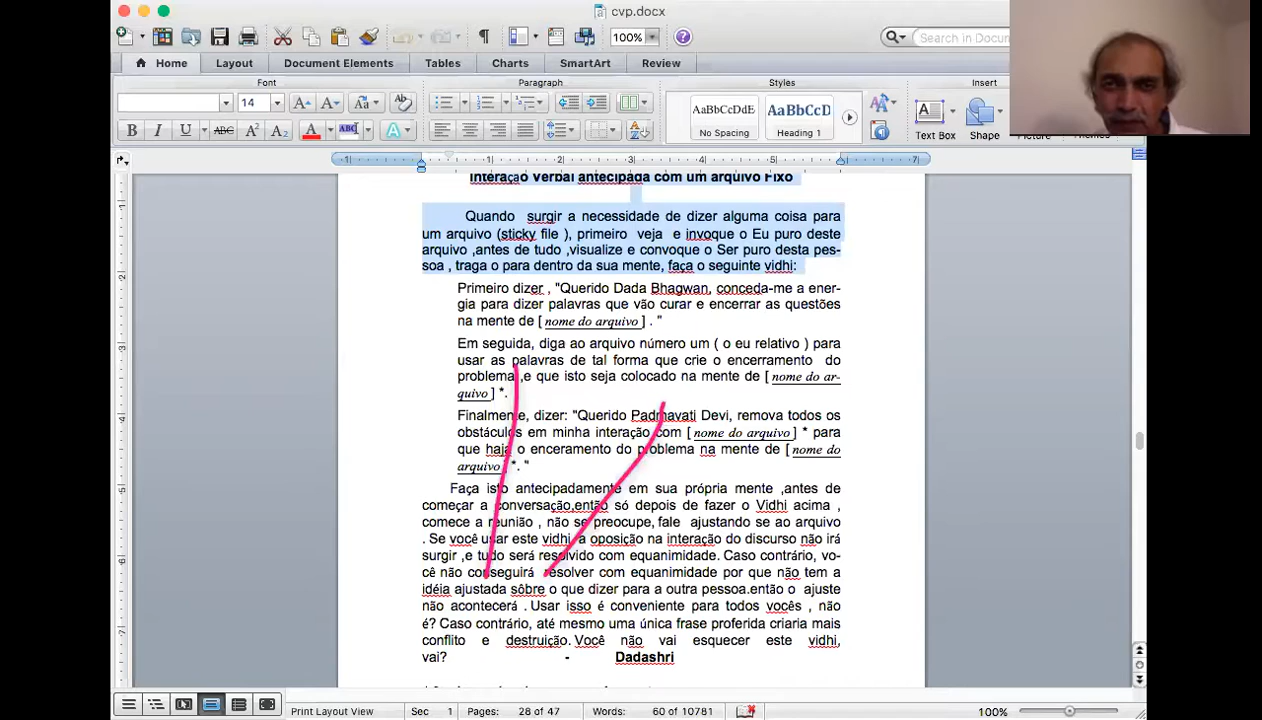 cvp.docx
100%
Search in Docum
Home Layout Document Elements Tables Charts SmartArt Review
Font Paragraph Styles Insert
14
AaBbCcDdE AaBbCcD
No Spacing Heading 1 Text Box Shape
Interação Verbal antecipada com um arquivo Fixo
Quando surgir a necessidade de dizer alguma coisa para
um arquivo (sticky file ), primeiro veja e invoque o Eu puro deste
arquivo ,antes de tudo ,visualize e convoque o Ser puro desta pes-
soa , traga o para dentro da sua mente, faça o seguinte vidhi:
Primeiro dizer , "Querido Dada Bhagwan, conceda-me a ener-
gia para dizer palavras que vão curar e encerrar as questões
na mente de [ nome do arquivo ] . "
Em seguida, diga ao arquivo número um ( o eu relativo ) para
usar as palavras de tal forma que crie o encerramento do
problema ,e que isto seja colocado na mente de [ nome do ar-
quivo ] *.
Finalmente, dizer: "Querido Padmavati Devi, remova todos os
obstáculos em minha interação com [ nome do arquivo ] * para
que haja o enceramento do problema na mente de [ nome do
arquivo ] *. "
Faça isto antecipadamente em sua própria mente ,antes de
começar a conversação,então só depois de fazer o Vidhi acima ,
comece a reunião , não se preocupe, fale ajustando se ao arquivo
. Se você usar este vidhi, a oposição na interação do discurso não irá
surgir ,e tudo será resolvido com equanimidade. Caso contrário, vo-
cê não conseguirá resolver com equanimidade por que não tem a
idéia ajustada sôbre o que dizer para a outra pessoa.então o ajuste
não acontecerá . Usar isso é conveniente para todos vocês , não
é? Caso contrário, até mesmo uma única frase proferida criaria mais
conflito e destruição. Você não vai esquecer este vidhi,
vai? - Dadashri
Print Layout View Sec 1 Pages: 28 of 47 Words: 60 of 10781 100%